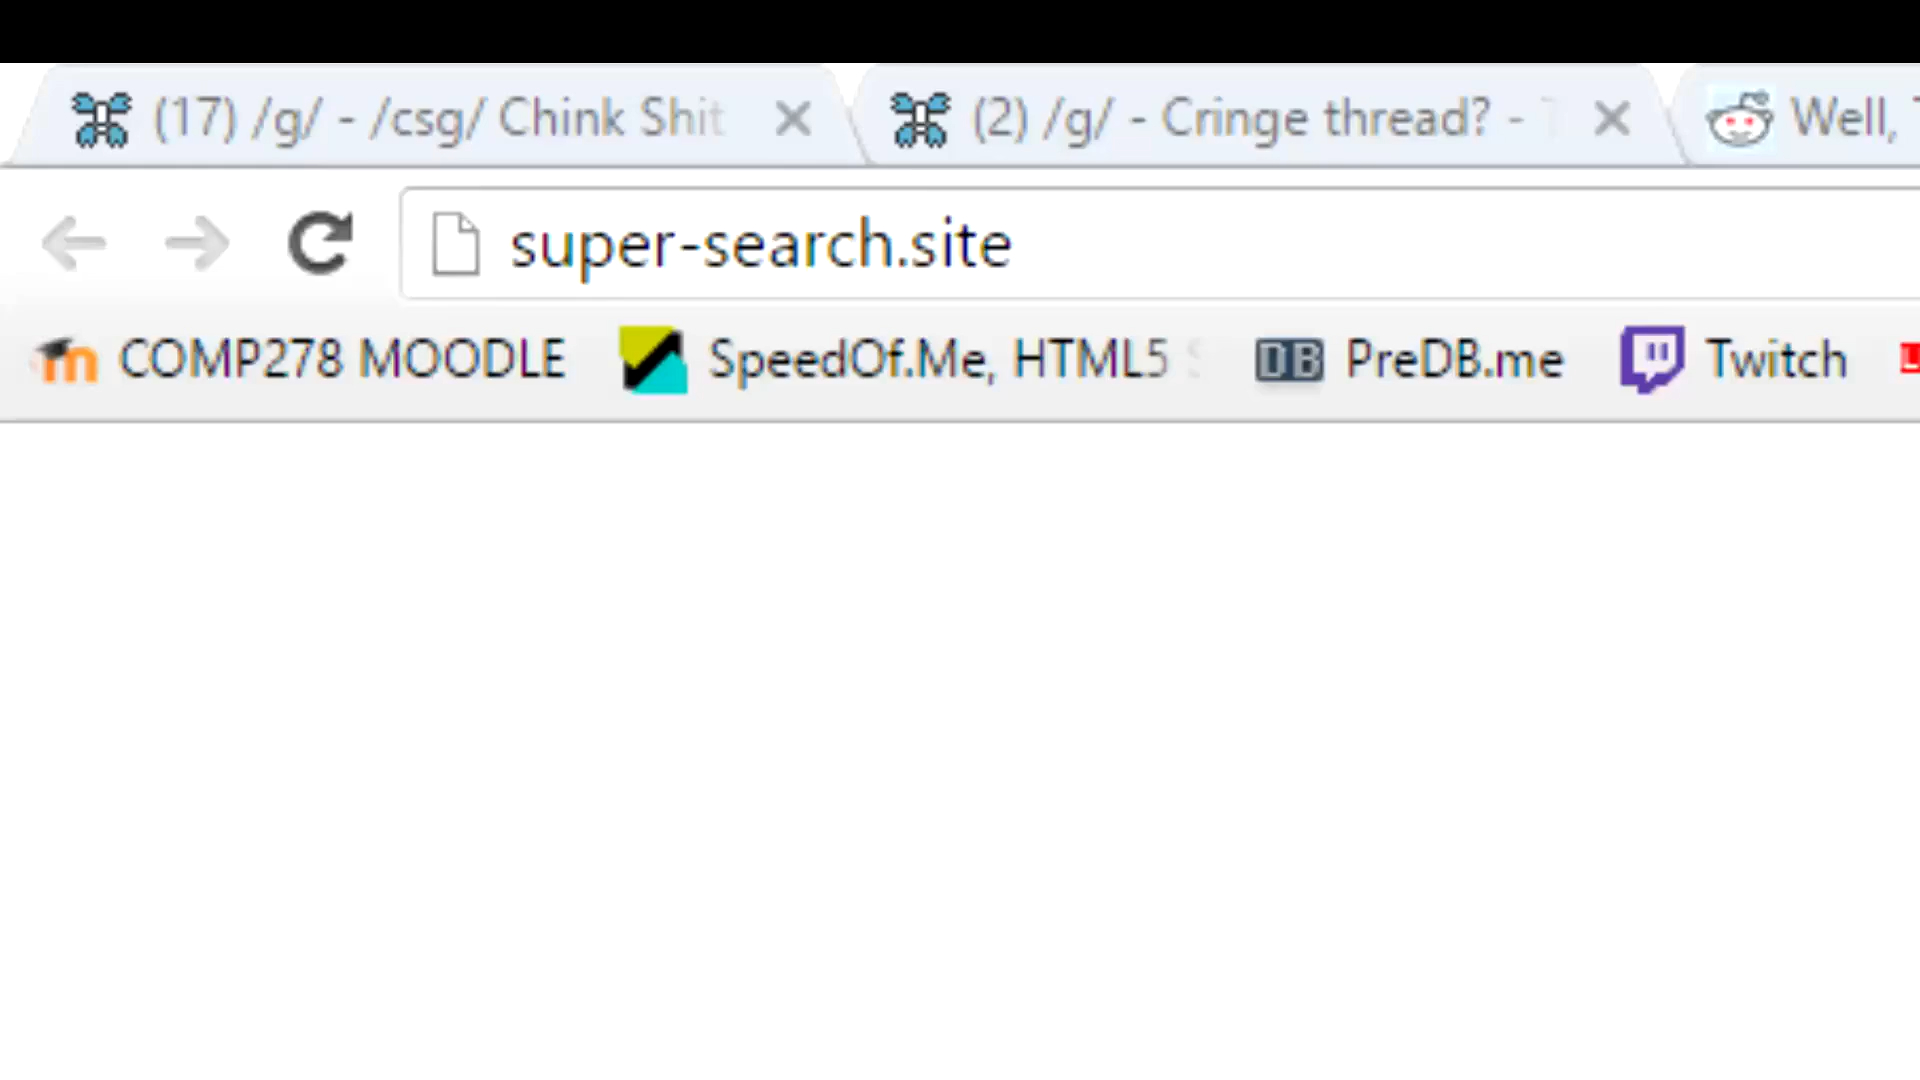 (17) /g/ - /csg/ Chink Shit
(2) /g/ - Cringe thread? -
Well,
super-search.site
COMP278 MOODLE
SpeedOf.Me, HTML5
DB PreDB.me
Twitch